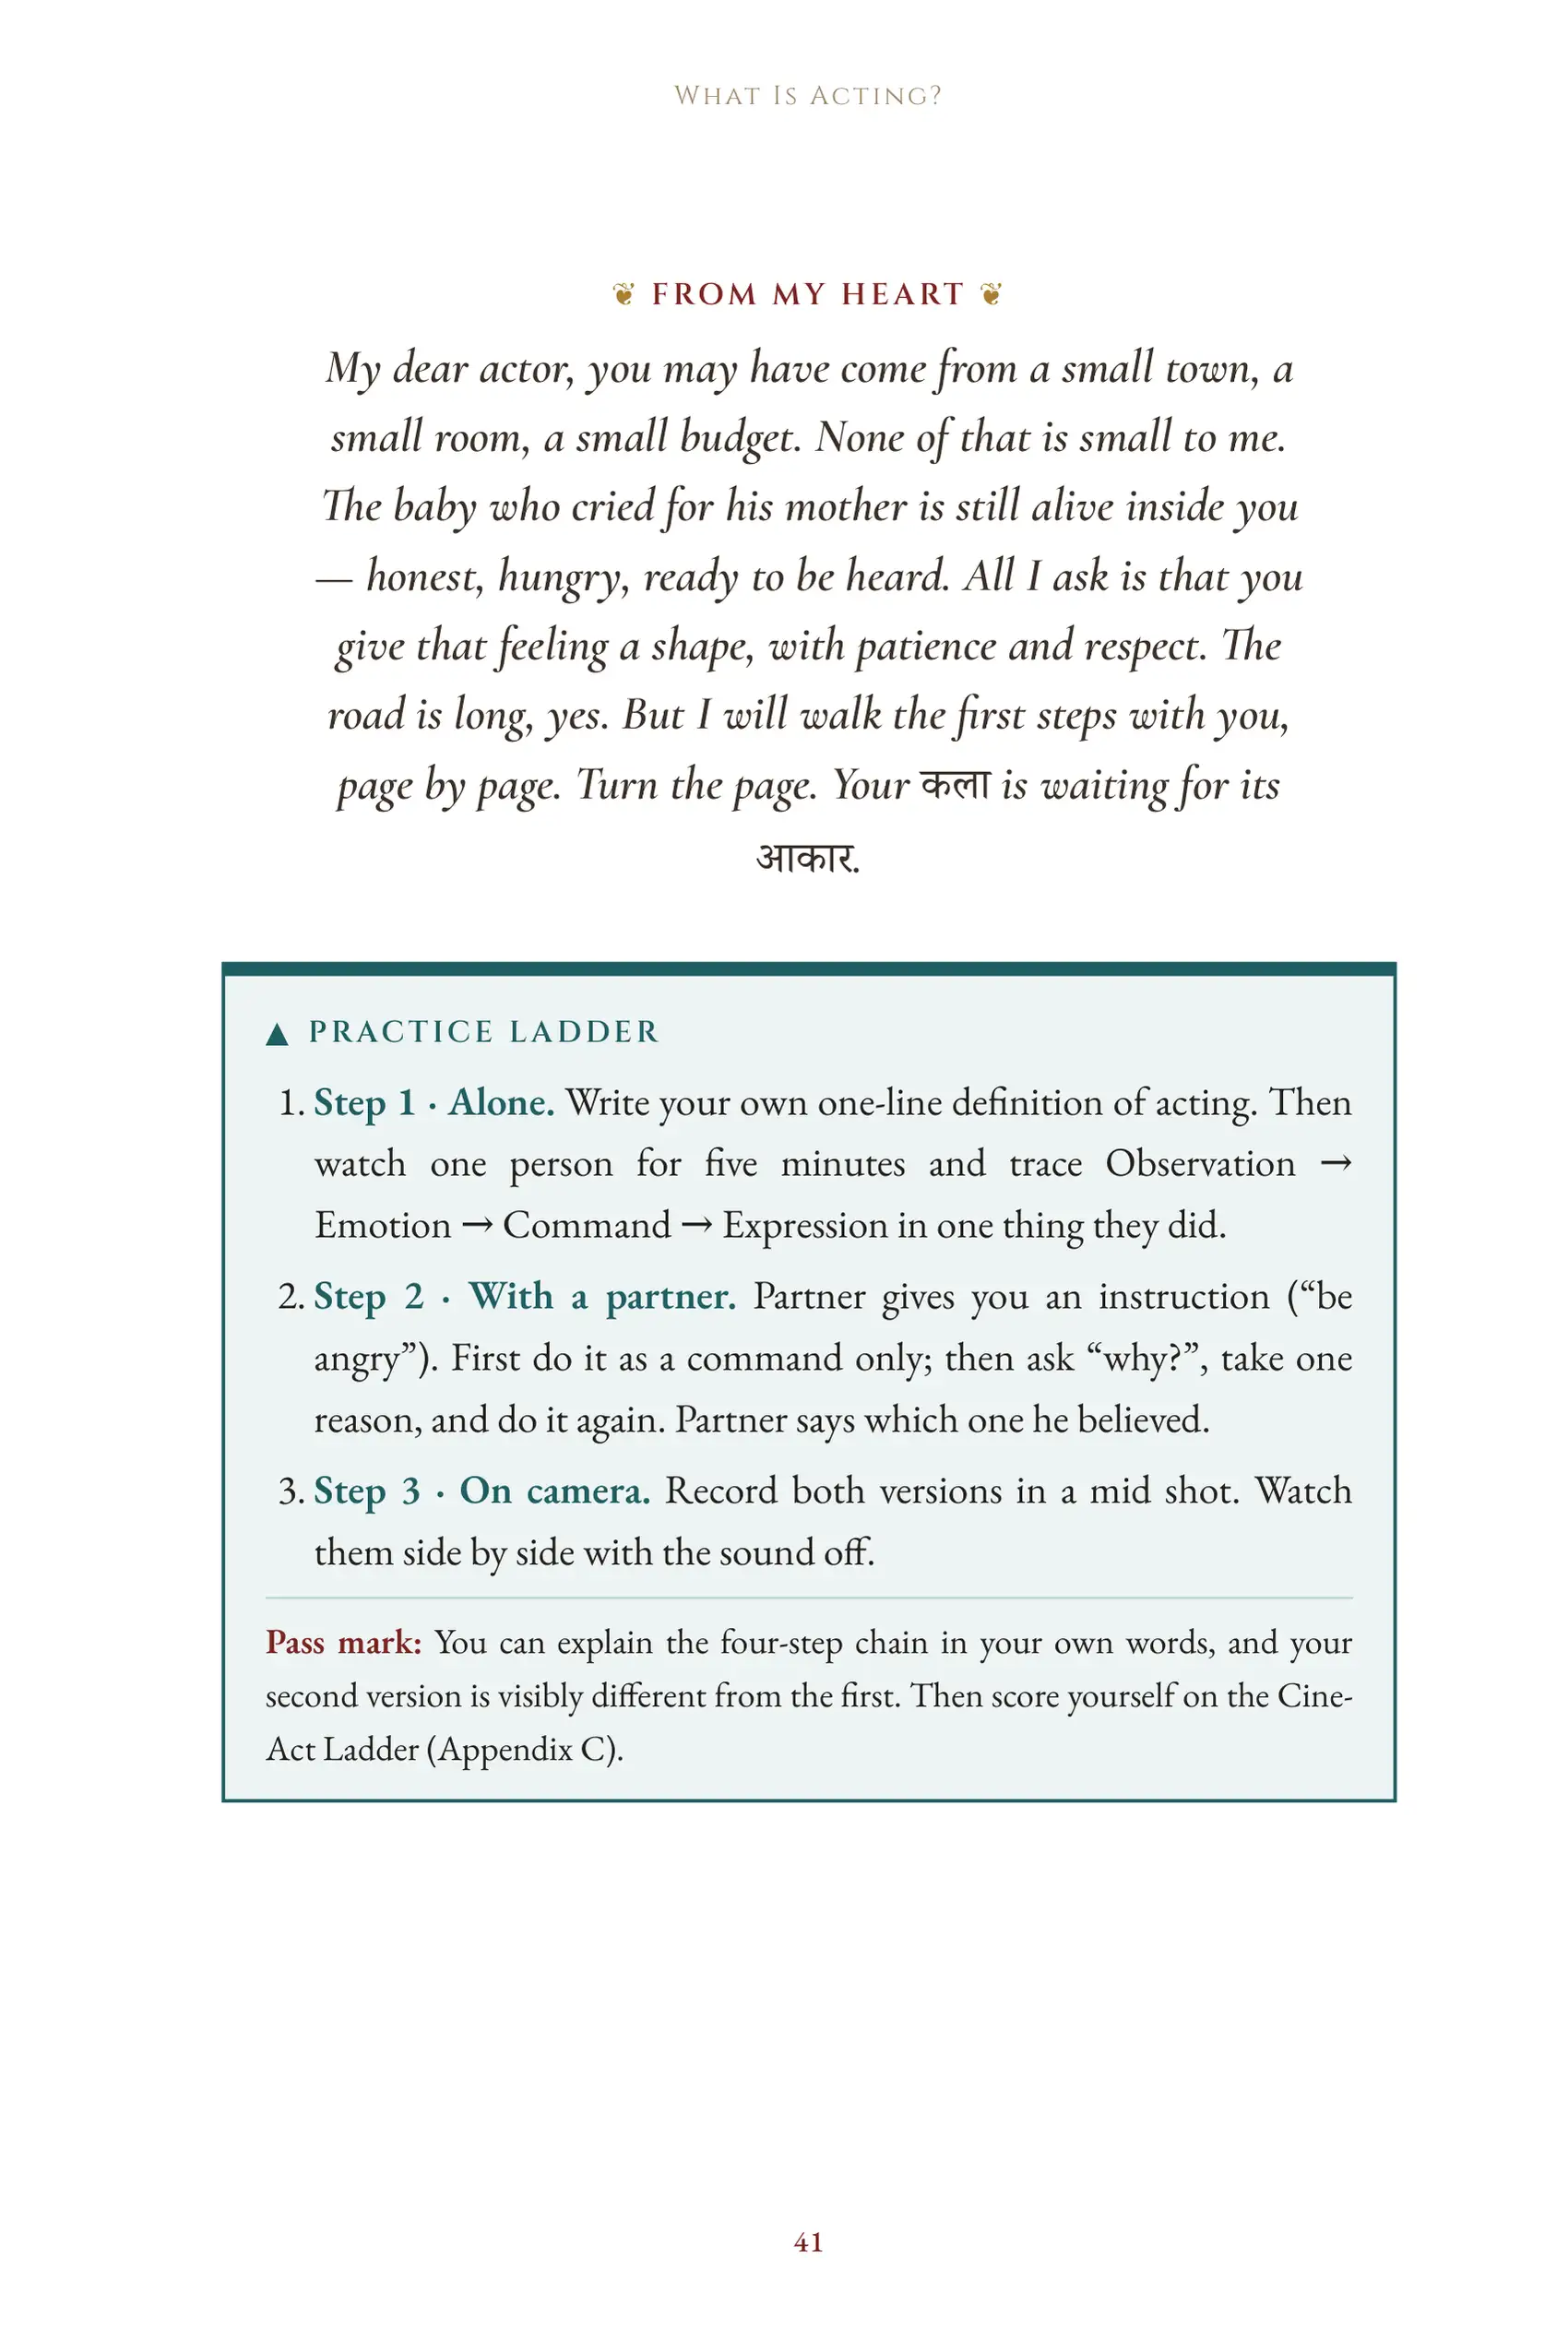 What Is Acting?
❦ FROM MY HEART ❦
My dear actor, you may have come from a small town, a
small room, a small budget. None of that is small to me.
The baby who cried for his mother is still alive inside you
— honest, hungry, ready to be heard. All I ask is that you
give that feeling a shape, with patience and respect. The
road is long, yes. But I will walk the first steps with you,
page by page. Turn the page. Your कला is waiting for its
आकार.
▲ PRACTICE LADDER
1. Step 1 · Alone. Write your own one-line definition of acting. Then
watch one person for five minutes and trace Observation →
Emotion → Command → Expression in one thing they did.
2. Step 2 · With a partner. Partner gives you an instruction (“be
angry”). First do it as a command only; then ask “why?”, take one
reason, and do it again. Partner says which one he believed.
3. Step 3 · On camera. Record both versions in a mid shot. Watch
them side by side with the sound off.
Pass mark: You can explain the four-step chain in your own words, and your
second version is visibly different from the first. Then score yourself on the Cine-
Act Ladder (Appendix C).
41